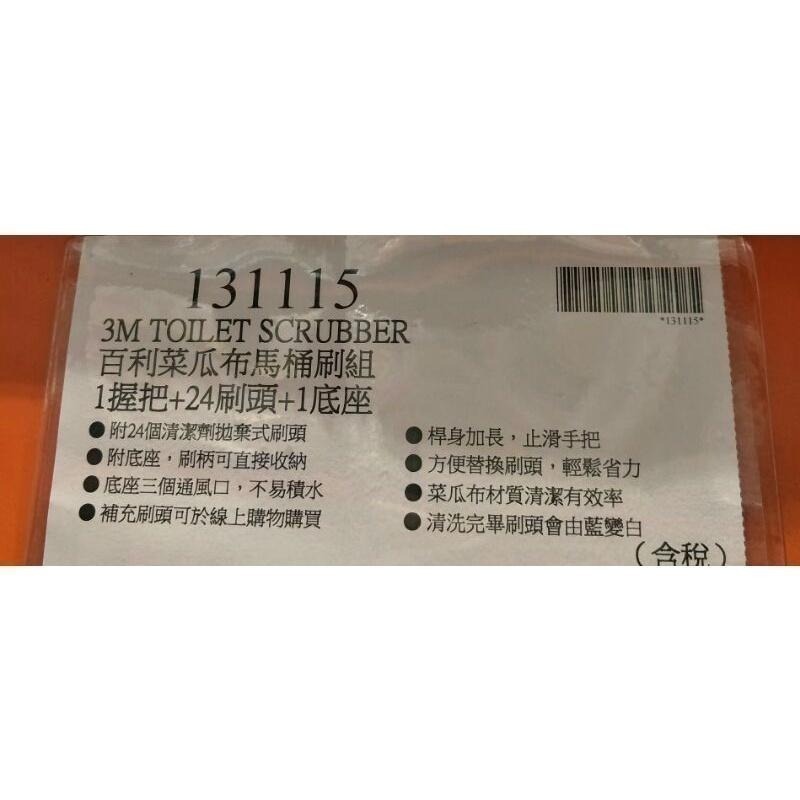 131115
*131115*
3M TOILET SCRUBBER
百利菜瓜布馬桶刷組
1握把+24刷頭+1底座
●附24個清潔劑拋棄式刷頭
●附底座，刷柄可直接收納
●底座三個通風口，不易積水
●補充刷頭可於線上購物購買
●桿身加長，止滑手把
●方便替換刷頭，輕鬆省力
●菜瓜布材質清潔有效率
●清洗完畢刷頭會由藍變白
（含稅）